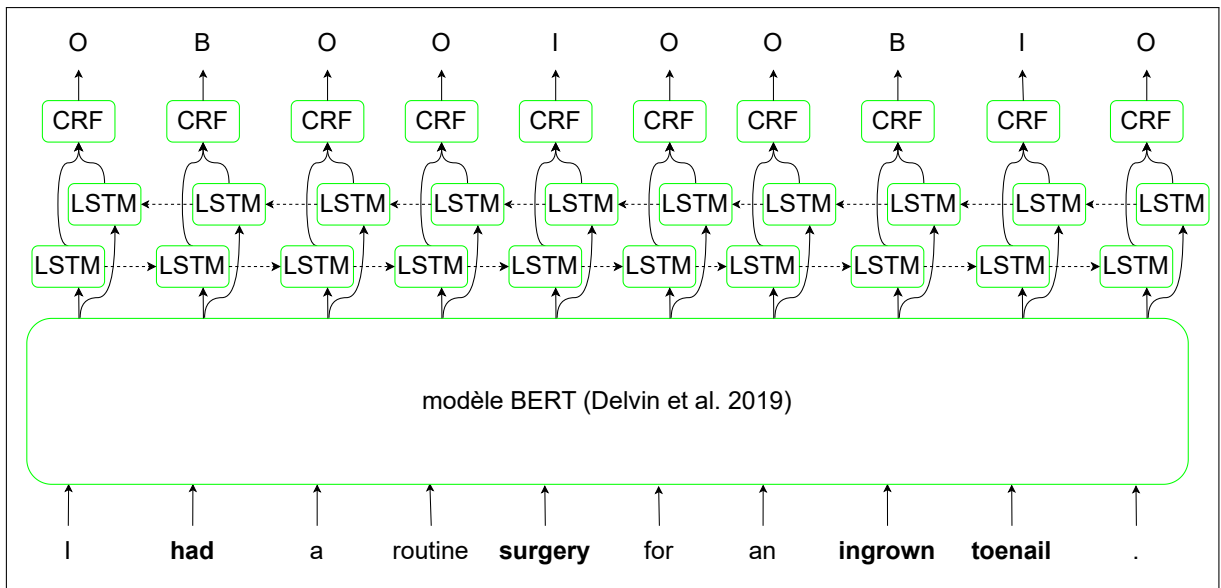 O B O O I O O B I O
CRF CRF CRF CRF CRF CRF CRF CRF CRF CRF
LSTM LSTM LSTM LSTM LSTM LSTM LSTM LSTM LSTM LSTM
LSTM LSTM LSTM LSTM LSTM LSTM LSTM LSTM LSTM LSTM
modèle BERT (Delvin et al. 2019)
I had a routine surgery for an ingrown toenail .